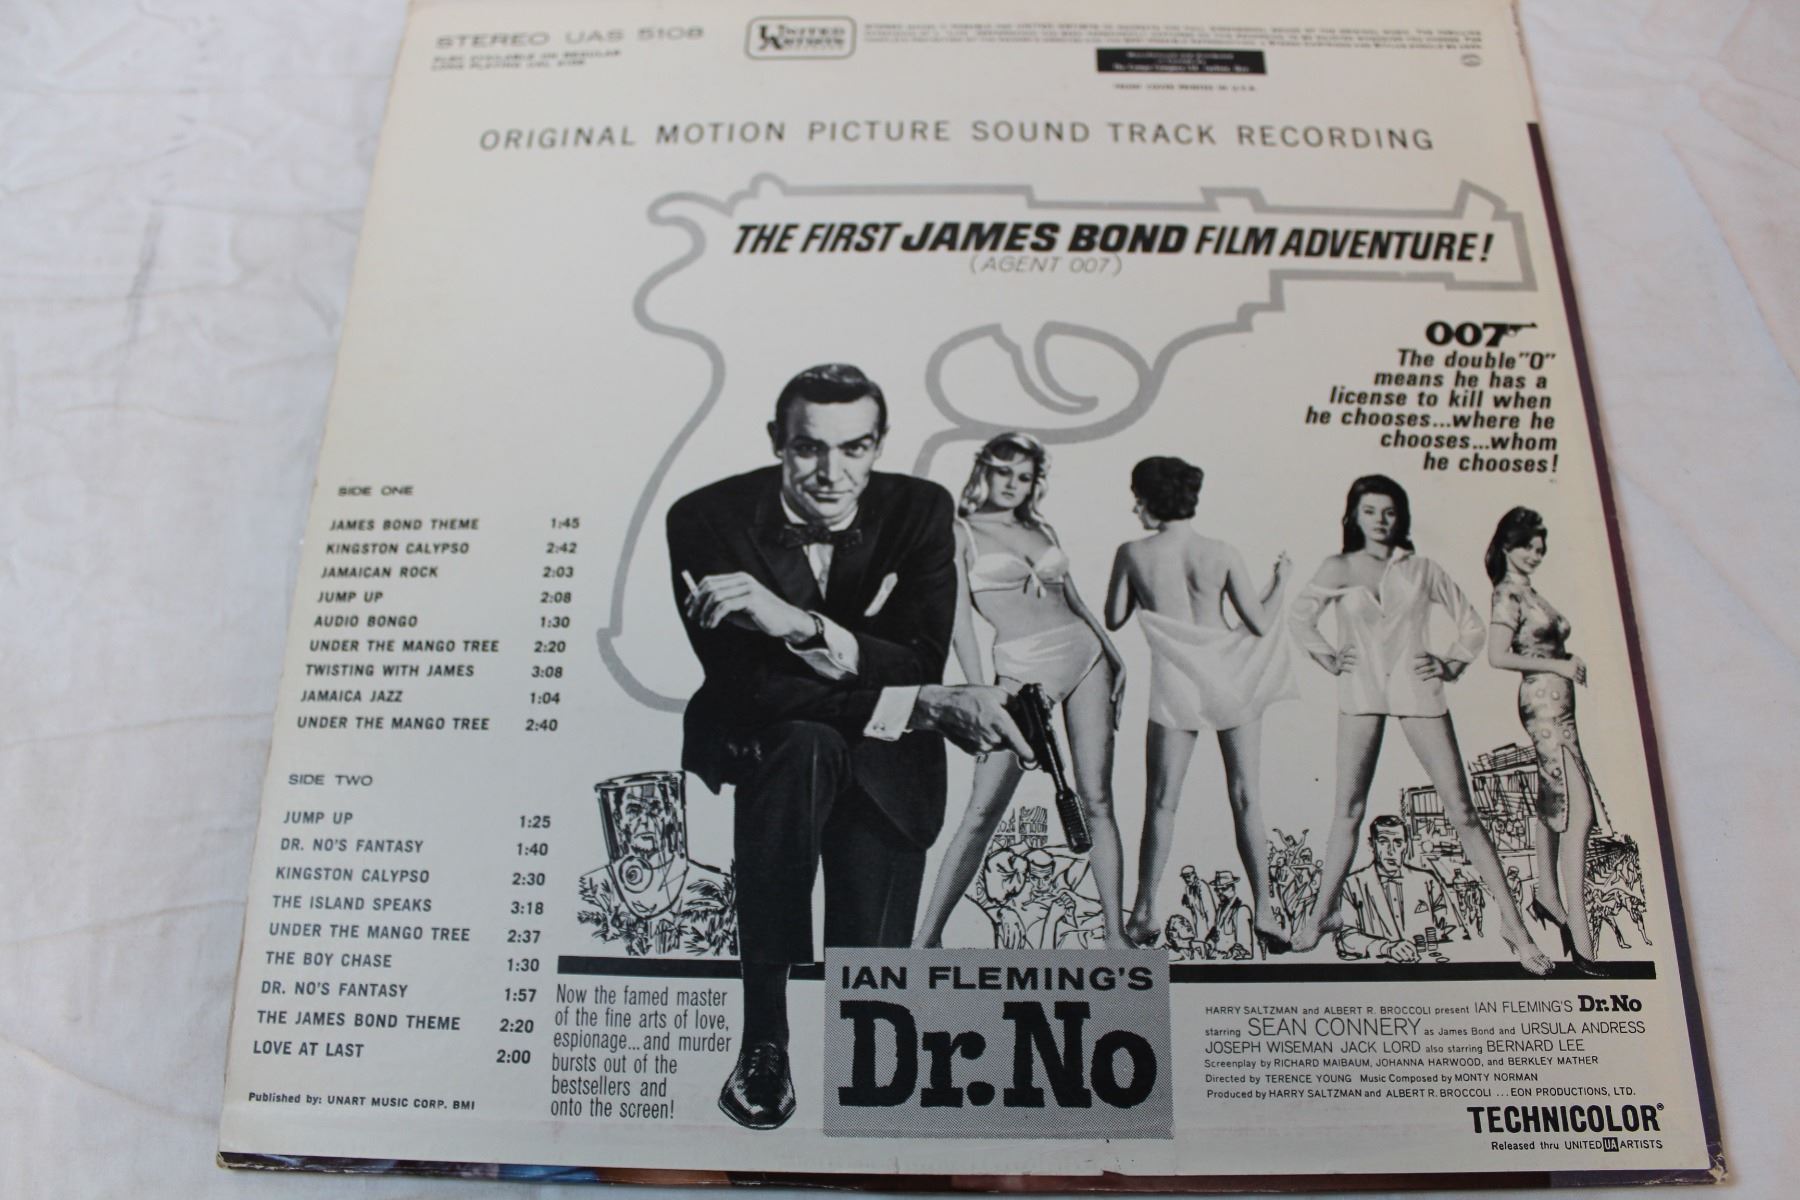 STEREO UAS 5108
ALSO AVAILABLE ON REGULAR
LONG PLAYING UAL
UNITED
ARTISTS
ORIGINAL MOTION PICTURE SOUND TRACK RECORDING
THE FIRST JAMES BOND FILM ADVENTURE!
(AGENT 007)
007
The double"O"
means he has a
license to kill when
he chooses...where he
chooses...whom
he chooses!
SIDE ONE
JAMES BOND THEME 1:45
KINGSTON CALYPSO 2:42
JAMAICAN ROCK 2:03
JUMP UP 2:08
AUDIO BONGO 1:30
UNDER THE MANGO TREE 2:20
TWISTING WITH JAMES 3:08
JAMAICA JAZZ 1:04
UNDER THE MANGO TREE 2:40
SIDE TWO
JUMP UP 1:25
DR. NO'S FANTASY 1:40
KINGSTON CALYPSO 2:30
THE ISLAND SPEAKS 3:18
UNDER THE MANGO TREE 2:37
THE BOY CHASE 1:30
DR. NO'S FANTASY 1:57
THE JAMES BOND THEME 2:20
LOVE AT LAST 2:00
Published by: UNART MUSIC CORP. BMI
Now the famed master
of the fine arts of love,
espionage...and murder
bursts out of the
bestsellers and
onto the screen!
IAN FLEMING'S
Dr. No
HARRY SALTZMAN and ALBERT R. BROCCOLI present IAN FLEMING'S Dr. No
starring SEAN CONNERY as James Bond and URSULA ANDRESS
JOSEPH WISEMAN JACK LORD also starring BERNARD LEE
Screenplay by RICHARD MAIBAUM, JOHANNA HARWOOD, and BERKLEY MATHER
Directed by TERENCE YOUNG Music Composed by MONTY NORMAN
Produced by HARRY SALTZMAN and ALBERT R. BROCCOLI ... EON PRODUCTIONS, LTD.
TECHNICOLOR®
Released thru UNITED UA ARTISTS